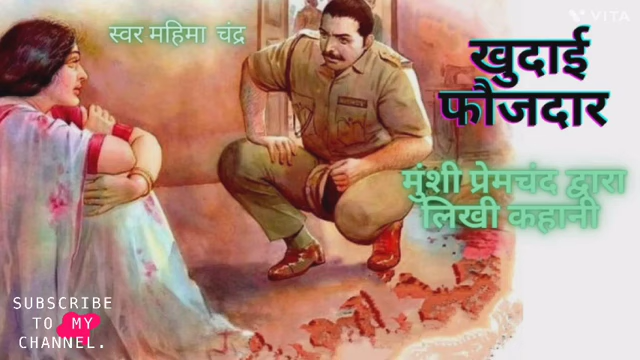 VITA
स्वर महिमा चंद्र
खुदाई
फौजदार
मुंशी प्रेमचंद द्वारा
लिखी कहानी
SUBSCRIBE
TO MY
CHANNEL.